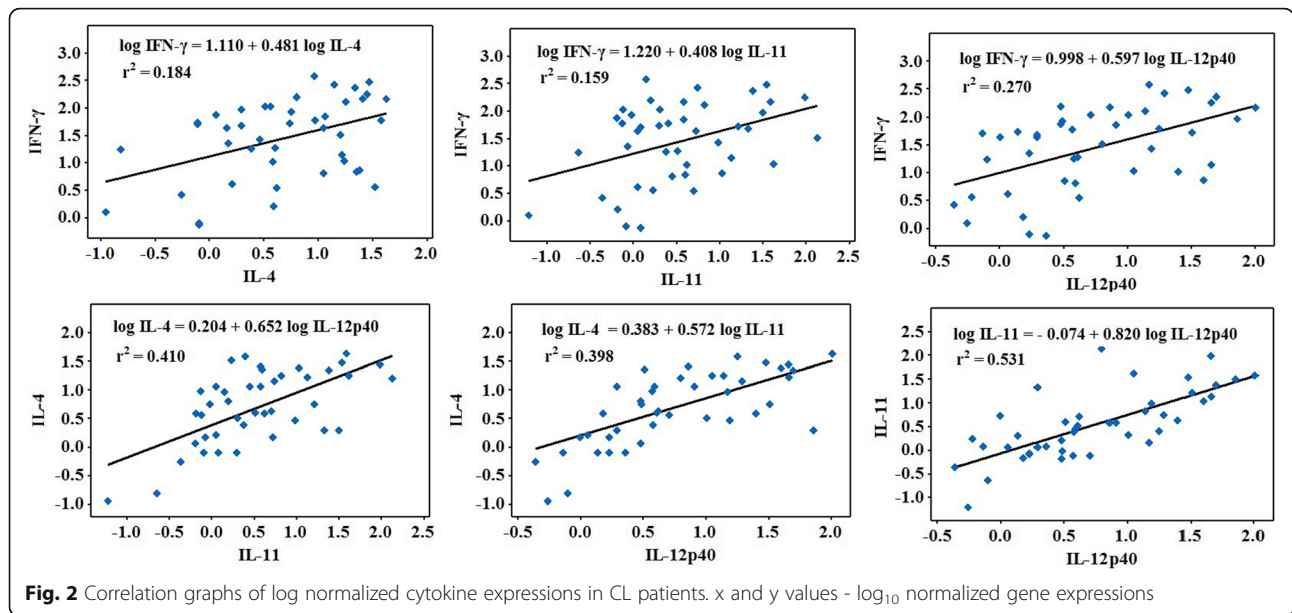 log IFN-γ = 1.110 + 0.481 log IL-4
r² = 0.184
IFN-γ
3.0
2.5
2.0
1.5
1.0
0.5
0.0
-1.0 -0.5 0.0 0.5 1.0 1.5 2.0
IL-4
log IFN-γ = 1.220 + 0.408 log IL-11
r² = 0.159
IFN-γ
3.0
2.5
2.0
1.5
1.0
0.5
0.0
-1.0 -0.5 0.0 0.5 1.0 1.5 2.0 2.5
IL-11
log IFN-γ = 0.998 + 0.597 log IL-12p40
r² = 0.270
IFN-γ
3.0
2.5
2.0
1.5
1.0
0.5
0.0
-0.5 0.0 0.5 1.0 1.5 2.0
IL-12p40
log IL-4 = 0.204 + 0.652 log IL-12p40
r² = 0.410
IL-4
2.0
1.5
1.0
0.5
0.0
-0.5
-1.0
-1.0 -0.5 0.0 0.5 1.0 1.5 2.0 2.5
IL-11
log IL-4 = 0.383 + 0.572 log IL-11
r² = 0.398
IL-4
2.0
1.5
1.0
0.5
0.0
-0.5
-1.0
-0.5 0.0 0.5 1.0 1.5 2.0
IL-12p40
log IL-11 = - 0.074 + 0.820 log IL-12p40
r² = 0.531
IL-11
2.5
2.0
1.5
1.0
0.5
0.0
-0.5
-1.0
-0.5 0.0 0.5 1.0 1.5 2.0
IL-12p40
Fig. 2 Correlation graphs of log normalized cytokine expressions in CL patients. x and y values - log₁₀ normalized gene expressions